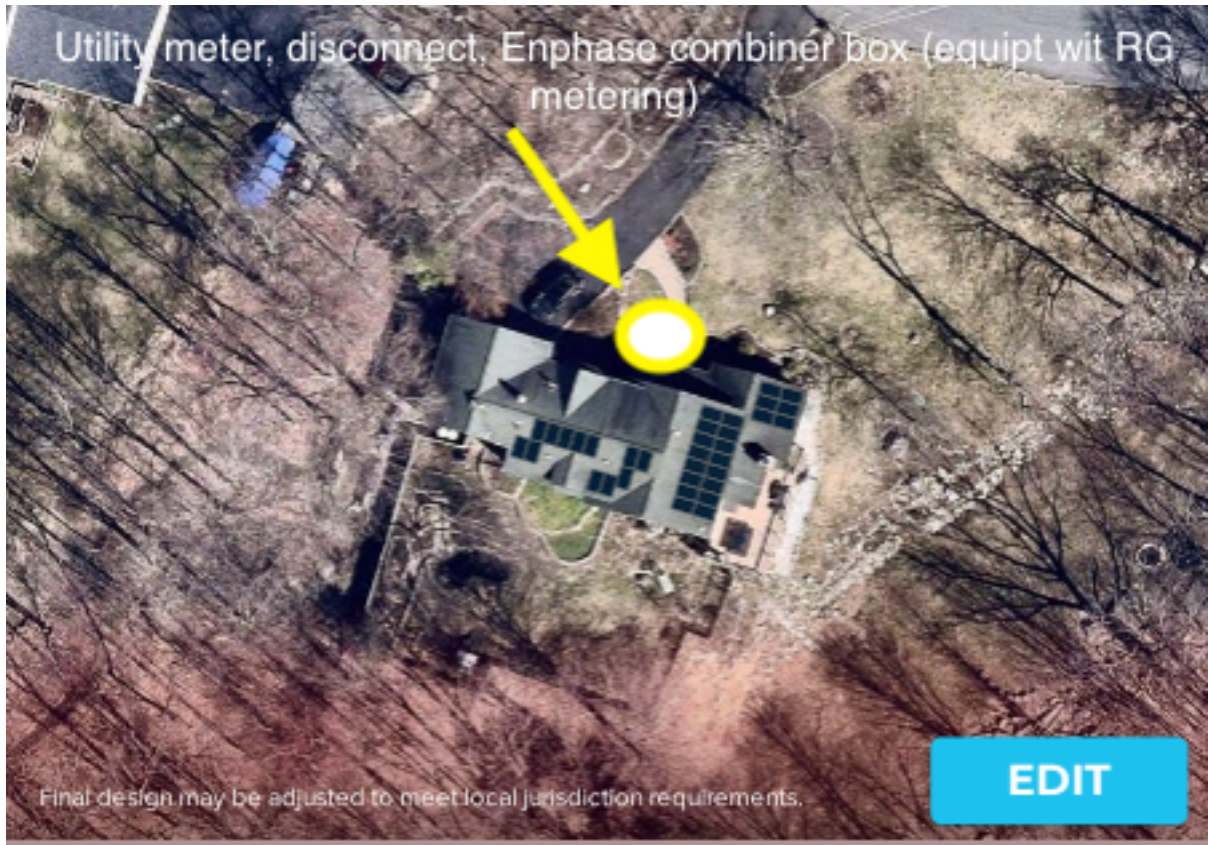 Utility meter, disconnect, Enphase combiner box (equipt wit RG
metering)
Final design may be adjusted to meet local jurisdiction requirements.
EDIT